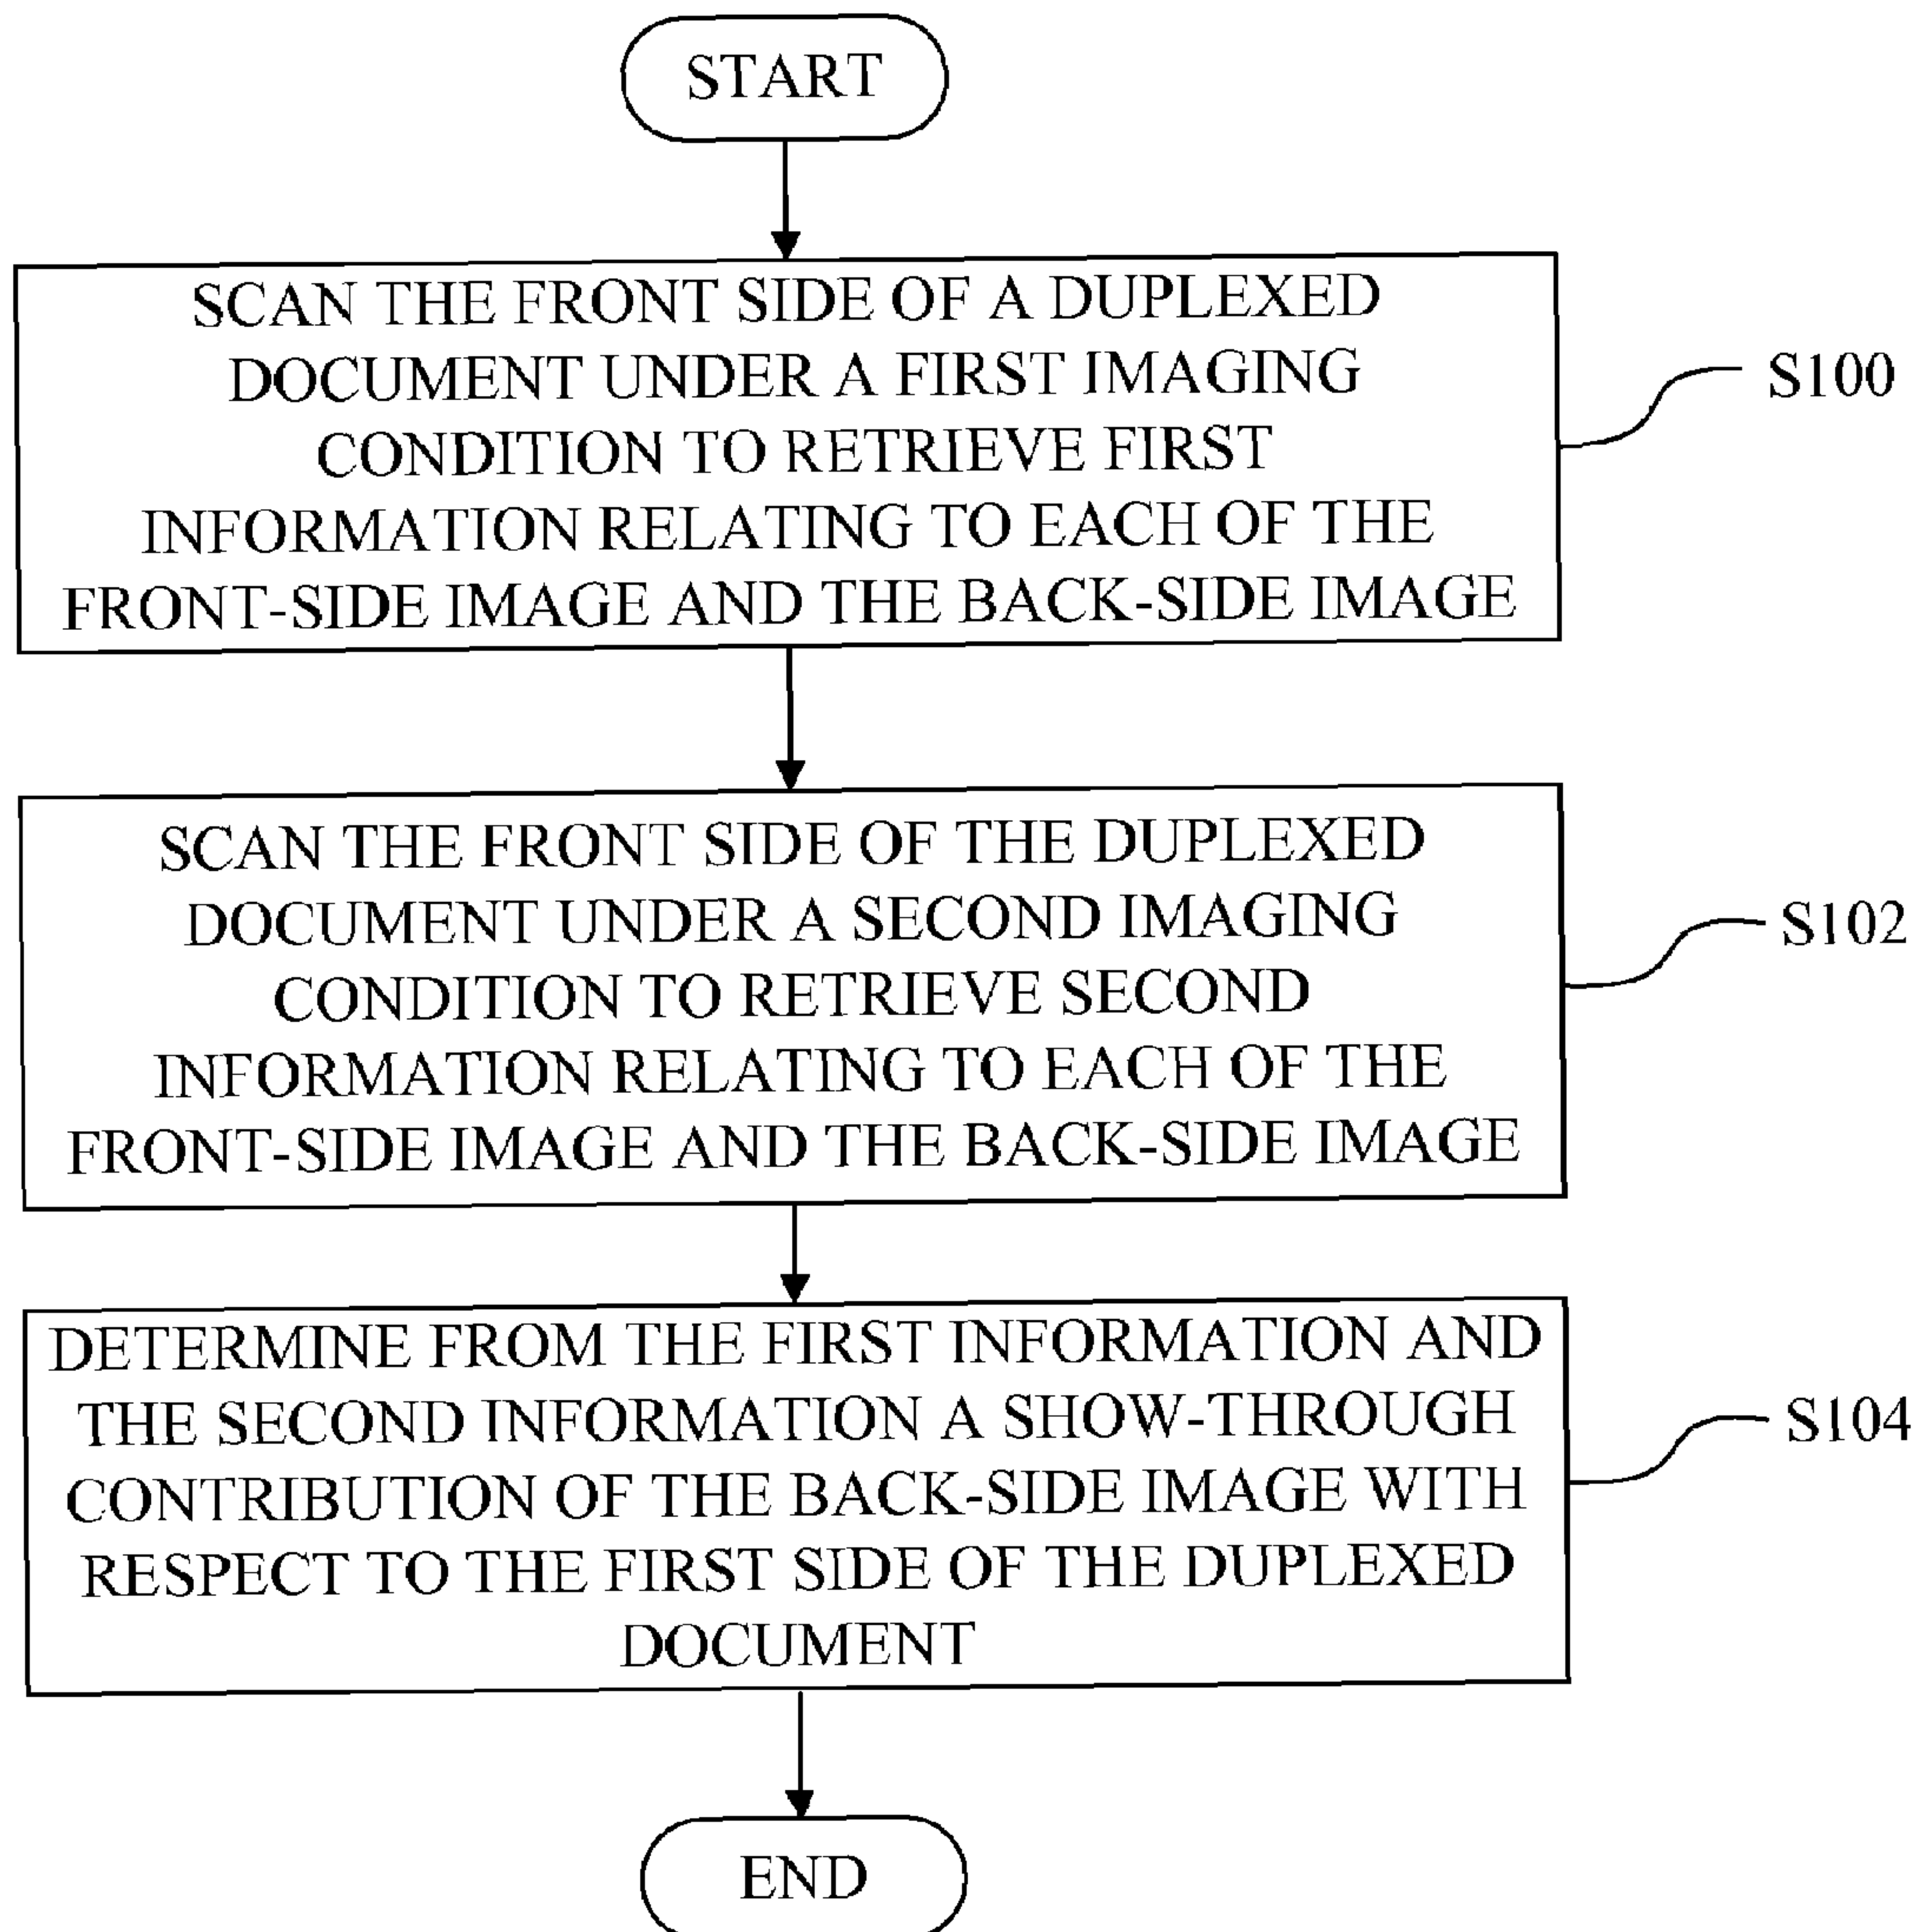 START
SCAN THE FRONT SIDE OF A DUPLEXED
DOCUMENT UNDER A FIRST IMAGING
CONDITION TO RETRIEVE FIRST
INFORMATION RELATING TO EACH OF THE
FRONT-SIDE IMAGE AND THE BACK-SIDE IMAGE
S100
SCAN THE FRONT SIDE OF THE DUPLEXED
DOCUMENT UNDER A SECOND IMAGING
CONDITION TO RETRIEVE SECOND
INFORMATION RELATING TO EACH OF THE
FRONT-SIDE IMAGE AND THE BACK-SIDE IMAGE
S102
DETERMINE FROM THE FIRST INFORMATION AND
THE SECOND INFORMATION A SHOW-THROUGH
CONTRIBUTION OF THE BACK-SIDE IMAGE WITH
RESPECT TO THE FIRST SIDE OF THE DUPLEXED
DOCUMENT
S104
END